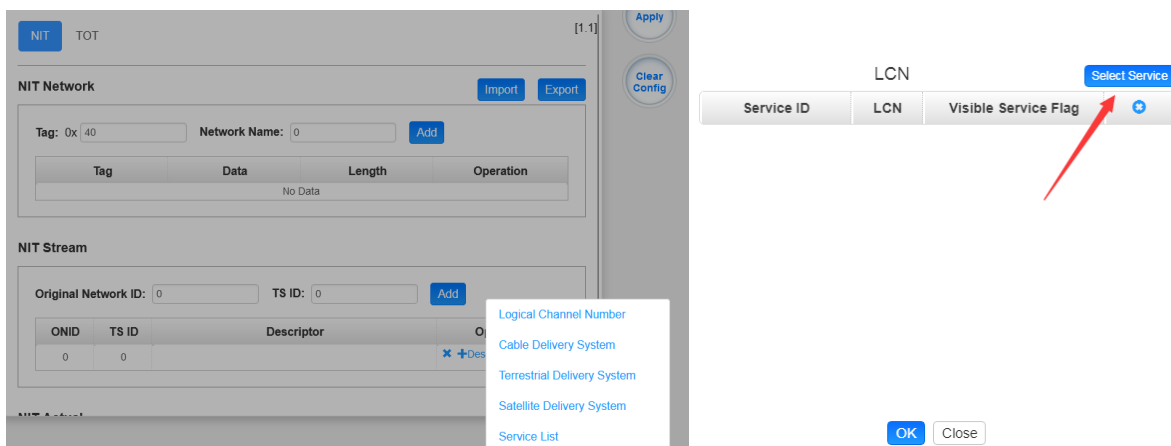 NIT TOT [1.1]
Apply
Clear
Config
NIT Network
Import Export
Tag: 0x 40 Network Name: 0 Add
Tag Data Length Operation
No Data
NIT Stream
Original Network ID: 0 TS ID: 0 Add
ONID TS ID Descriptor O
0 0 +Des
Logical Channel Number
Cable Delivery System
Terrestrial Delivery System
Satellite Delivery System
Service List
NIT Actual
LCN
Select Service
Service ID LCN Visible Service Flag
OK Close